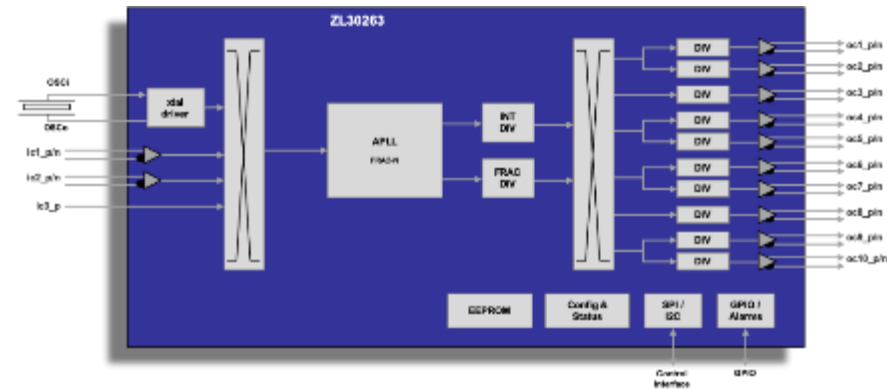 ZL30263
OSCi
OSCo
xtal
driver
ic1_p/n
ic2_p/n
ic3_p
APLL
FRAC-N
INT
DIV
FRAC
DIV
DIV
DIV
DIV
DIV
DIV
DIV
DIV
DIV
DIV
DIV
oc1_p/n
oc2_p/n
oc3_p/n
oc4_p/n
oc5_p/n
oc6_p/n
oc7_p/n
oc8_p/n
oc9_p/n
oc10_p/n
EEPROM
Config &
Status
SPI /
I2C
GPIO /
Alarms
Control
Interface
GPIO